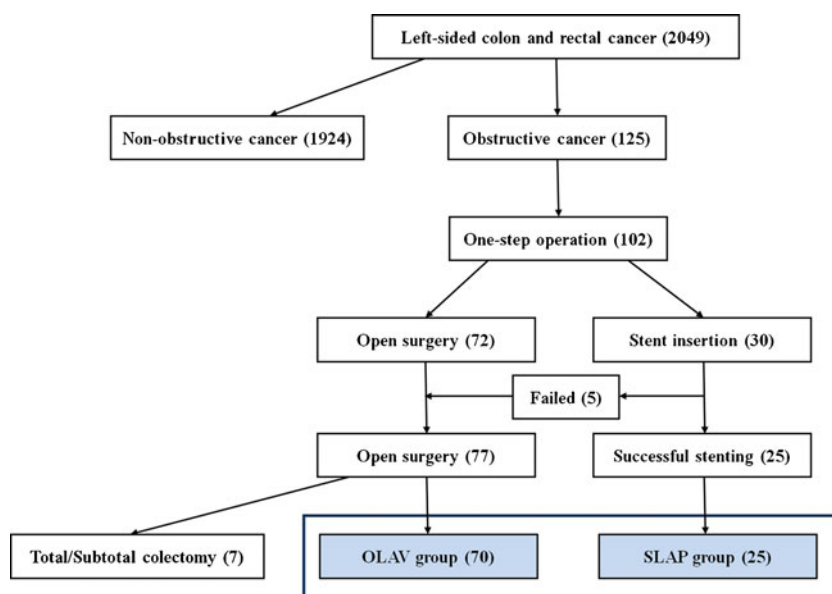 Left-sided colon and rectal cancer (2049)
Non-obstructive cancer (1924)
Obstructive cancer (125)
One-step operation (102)
Open surgery (72)
Stent insertion (30)
Failed (5)
Open surgery (77)
Successful stenting (25)
Total/Subtotal colectomy (7)
OLAV group (70)
SLAP group (25)